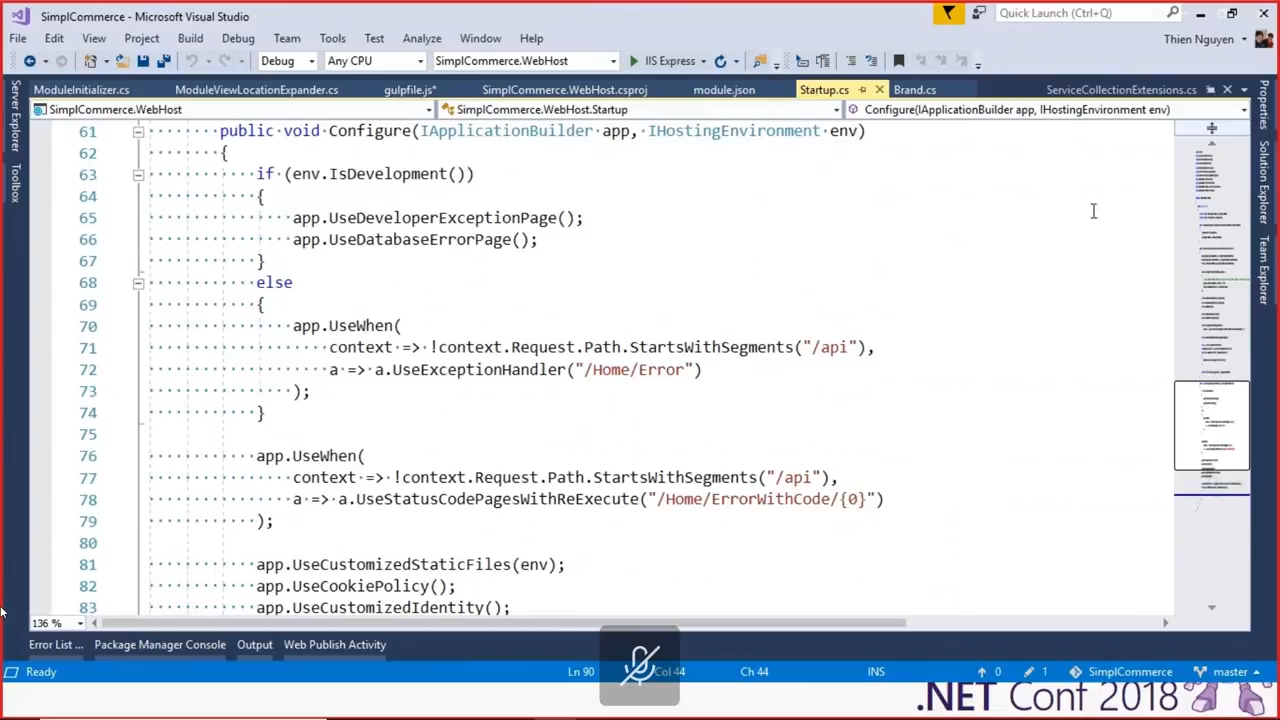 SimplCommerce - Microsoft Visual Studio
Quick Launch (Ctrl+Q)
File Edit View Project Build Debug Team Tools Test Analyze Window Help
Thien Nguyen
Debug Any CPU SimplCommerce.WebHost IIS Express
ModuleInitializer.cs ModuleViewLocationExpander.cs gulpfile.js* SimplCommerce.WebHost.csproj module.json Startup.cs Brand.cs ServiceCollectionExtensions.cs
SimplCommerce.WebHost SimplCommerce.WebHost.Startup Configure(IApplicationBuilder app, IHostingEnvironment env)
Server Explorer
Toolbox
Properties
Solution Explorer
Team Explorer
61 public void Configure(IApplicationBuilder app, IHostingEnvironment env)
62 {
63 if (env.IsDevelopment())
64 {
65 app.UseDeveloperExceptionPage();
66 app.UseDatabaseErrorPage();
67 }
68 else
69 {
70 app.UseWhen(
71 context => !context.Request.Path.StartsWithSegments("/api"),
72 a => a.UseExceptionHandler("/Home/Error")
73 );
74 }
75
76 app.UseWhen(
77 context => !context.Request.Path.StartsWithSegments("/api"),
78 a => a.UseStatusCodePagesWithReExecute("/Home/ErrorWithCode/{0}")
79 );
80
81 app.UseCustomizedStaticFiles(env);
82 app.UseCookiePolicy();
83 app.UseCustomizedIdentity();
136 %
Error List ... Package Manager Console Output Web Publish Activity
Ready Ln 90 Col 44 Ch 44 INS 0 1 SimplCommerce master
.NET Conf 2018